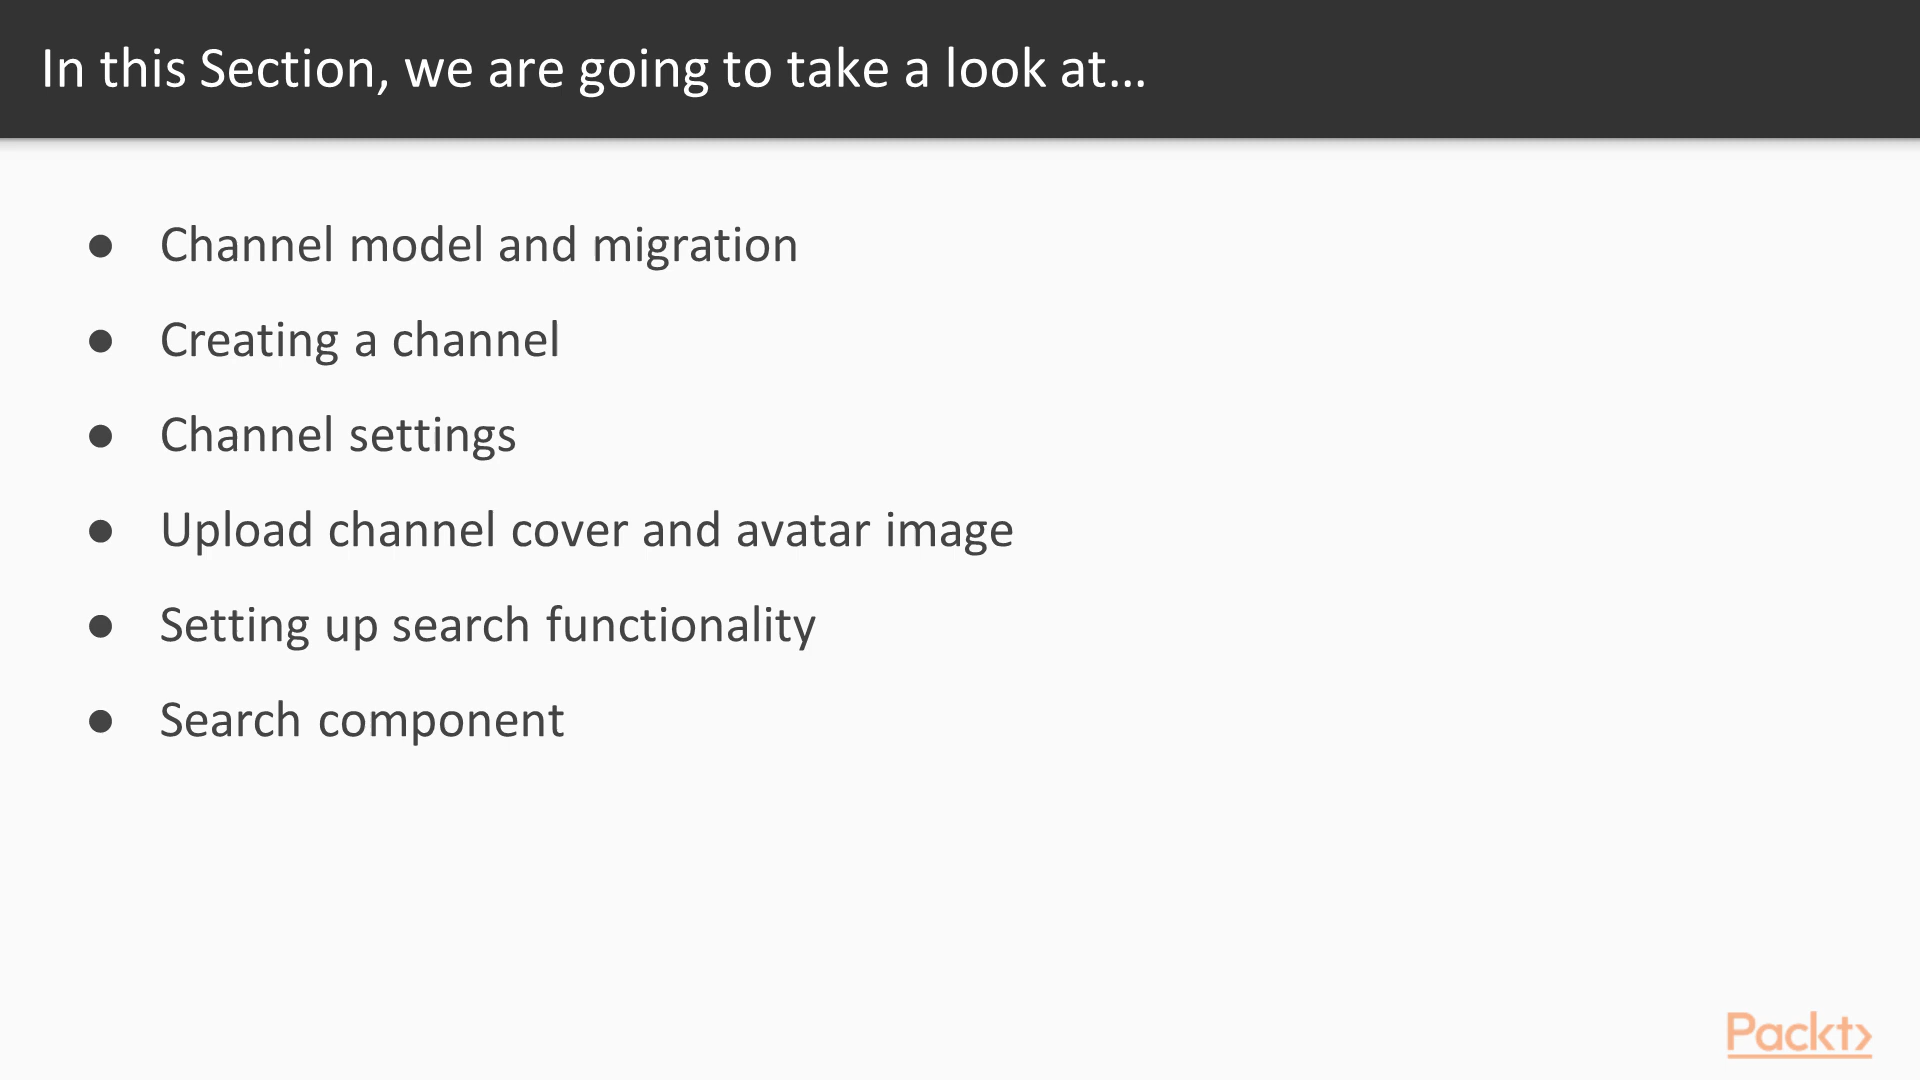 In this Section, we are going to take a look at…
● Channel model and migration
● Creating a channel
● Channel settings
● Upload channel cover and avatar image
● Setting up search functionality
● Search component
Packt>